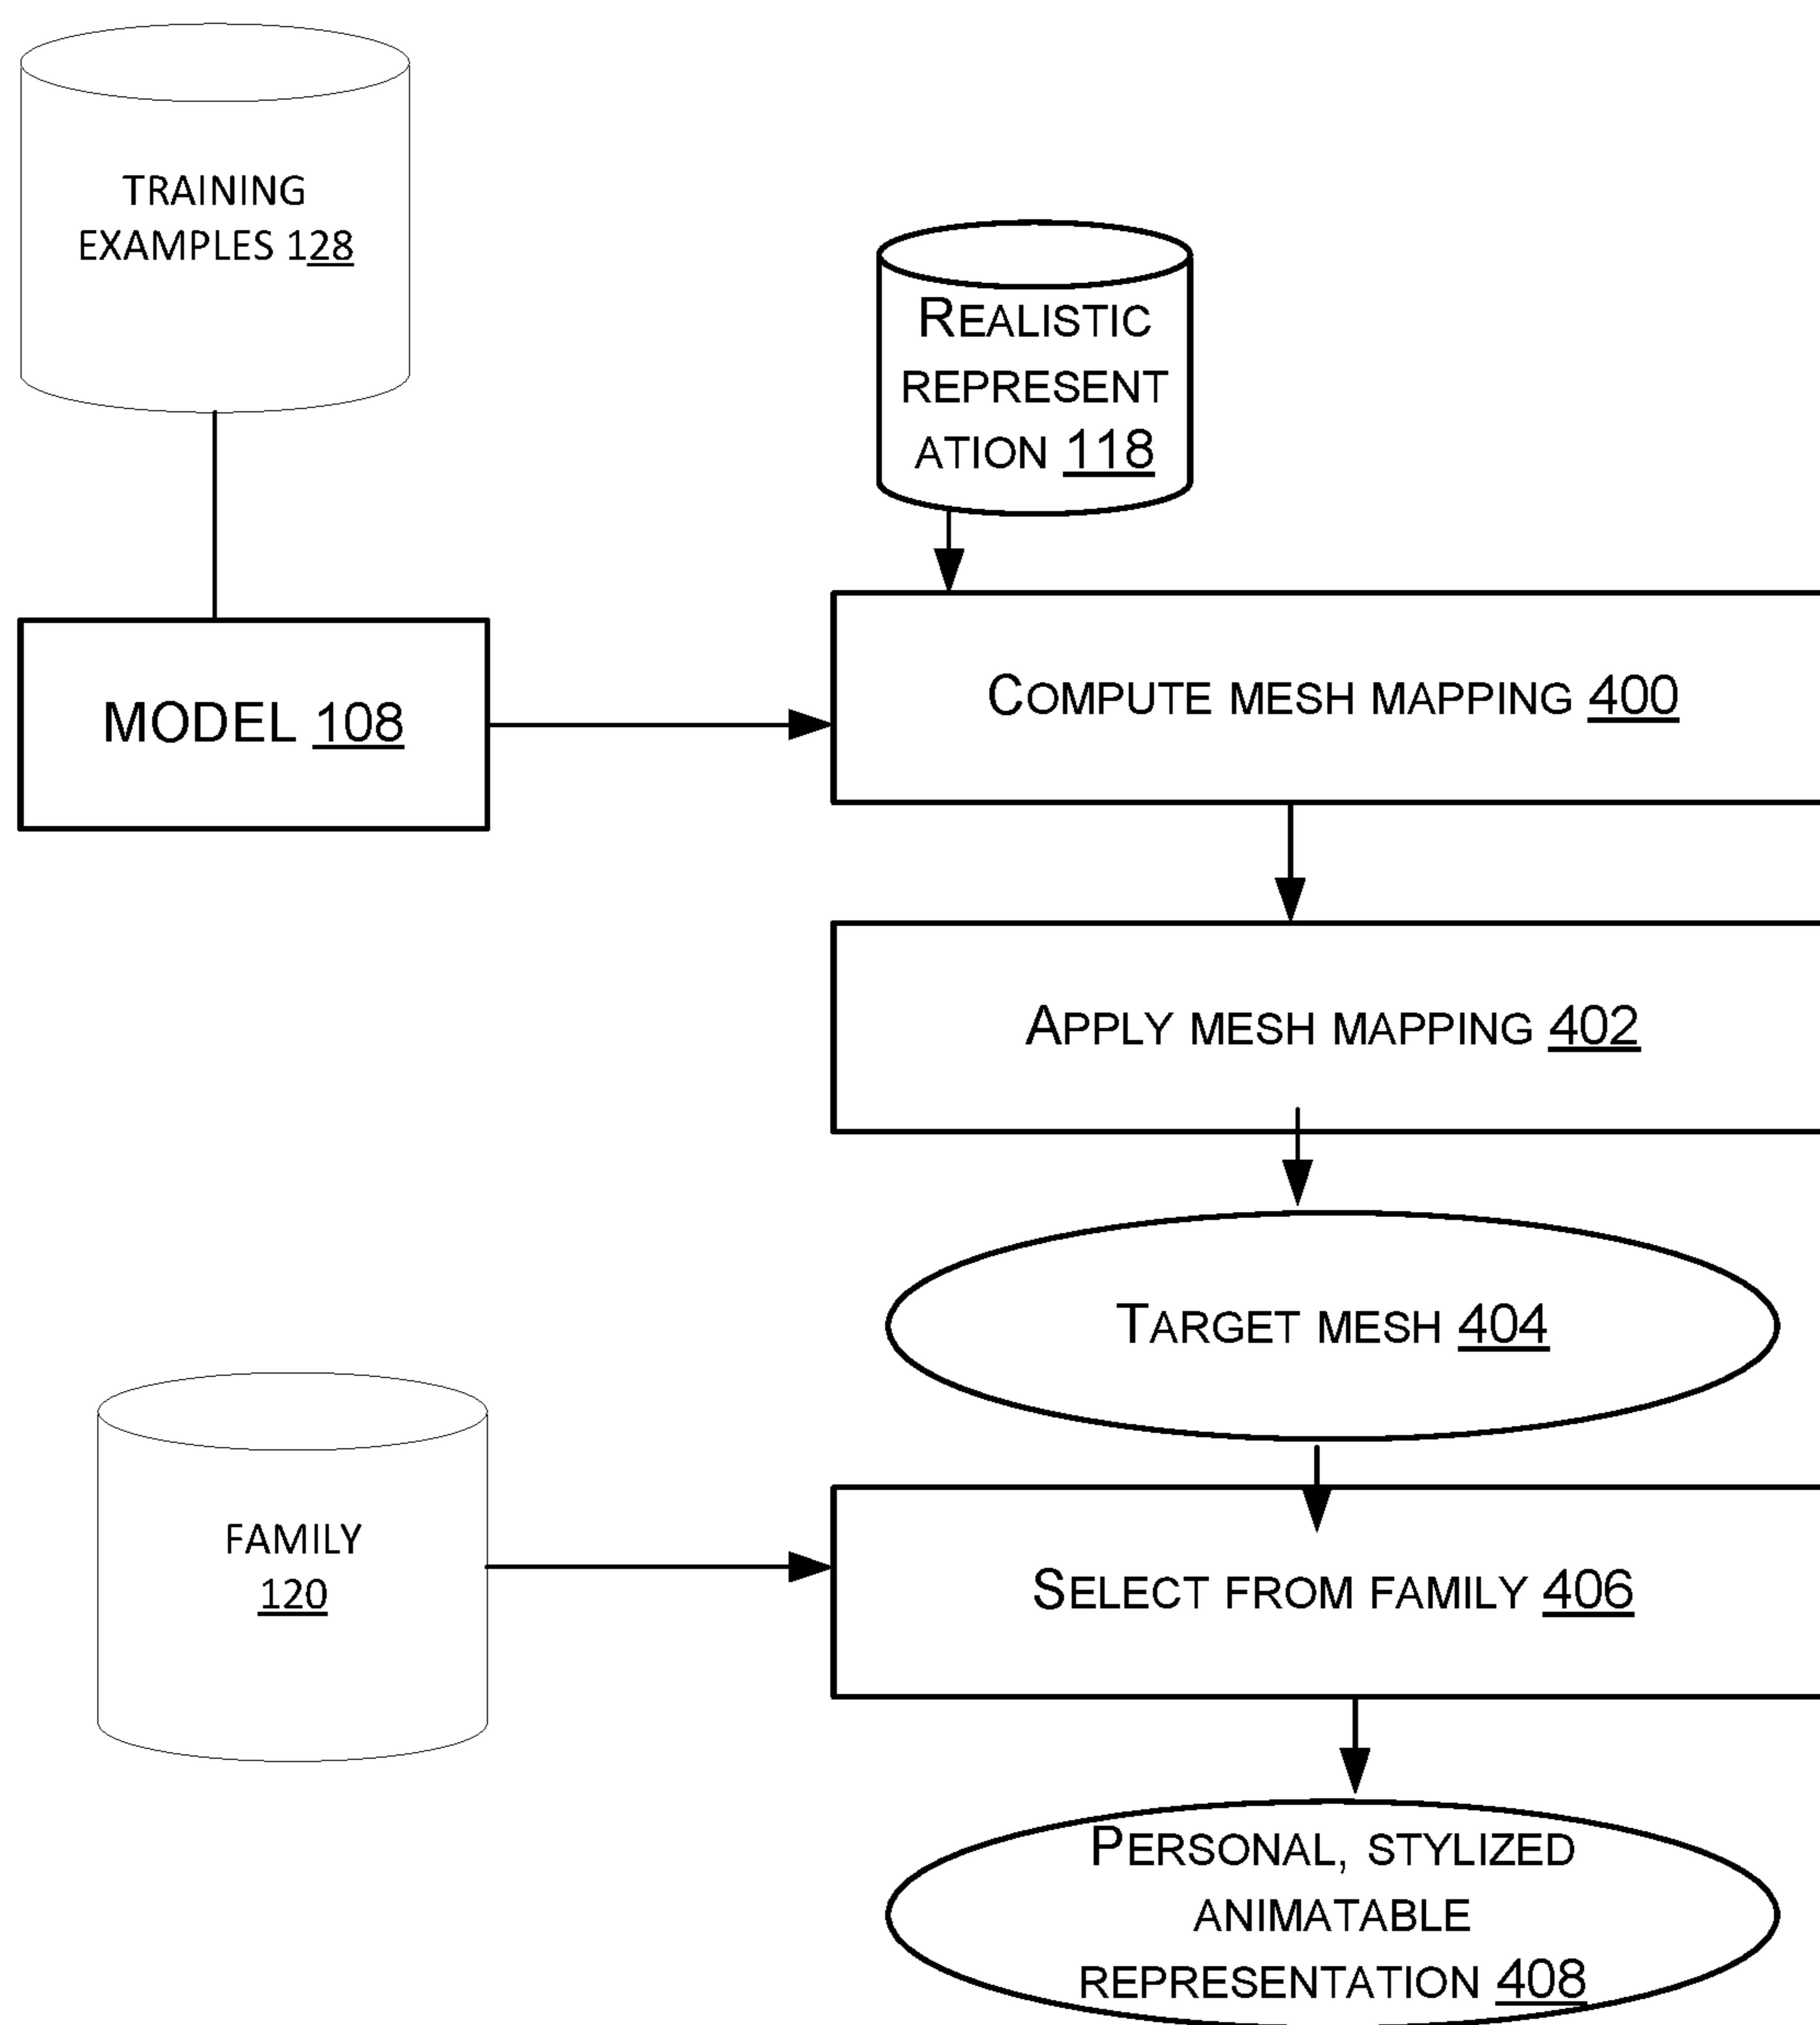 TRAINING
EXAMPLES 128
REALISTIC
REPRESENT
ATION 118
MODEL 108
COMPUTE MESH MAPPING 400
APPLY MESH MAPPING 402
TARGET MESH 404
FAMILY
120
SELECT FROM FAMILY 406
PERSONAL, STYLIZED
ANIMATABLE
REPRESENTATION 408